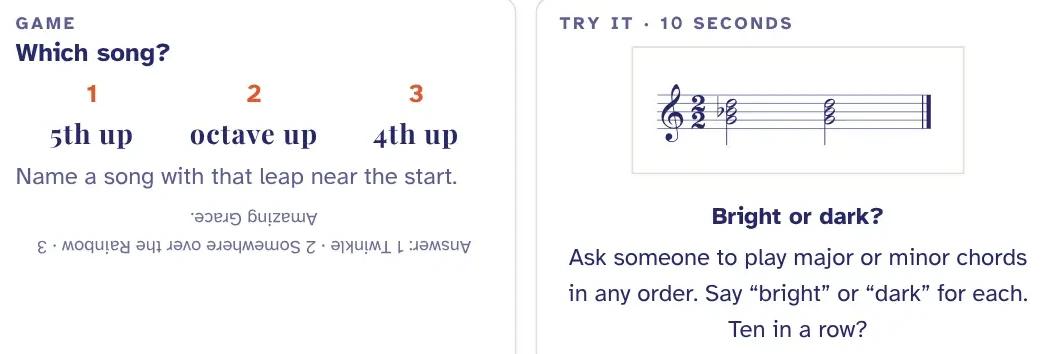 GAME
Which song?
1 2 3
5th up octave up 4th up
Name a song with that leap near the start.
Answer: 1 Twinkle · 2 Somewhere over the Rainbow · 3
Amazing Grace.
TRY IT · 10 SECONDS
2
2
Bright or dark?
Ask someone to play major or minor chords
in any order. Say “bright” or “dark” for each.
Ten in a row?